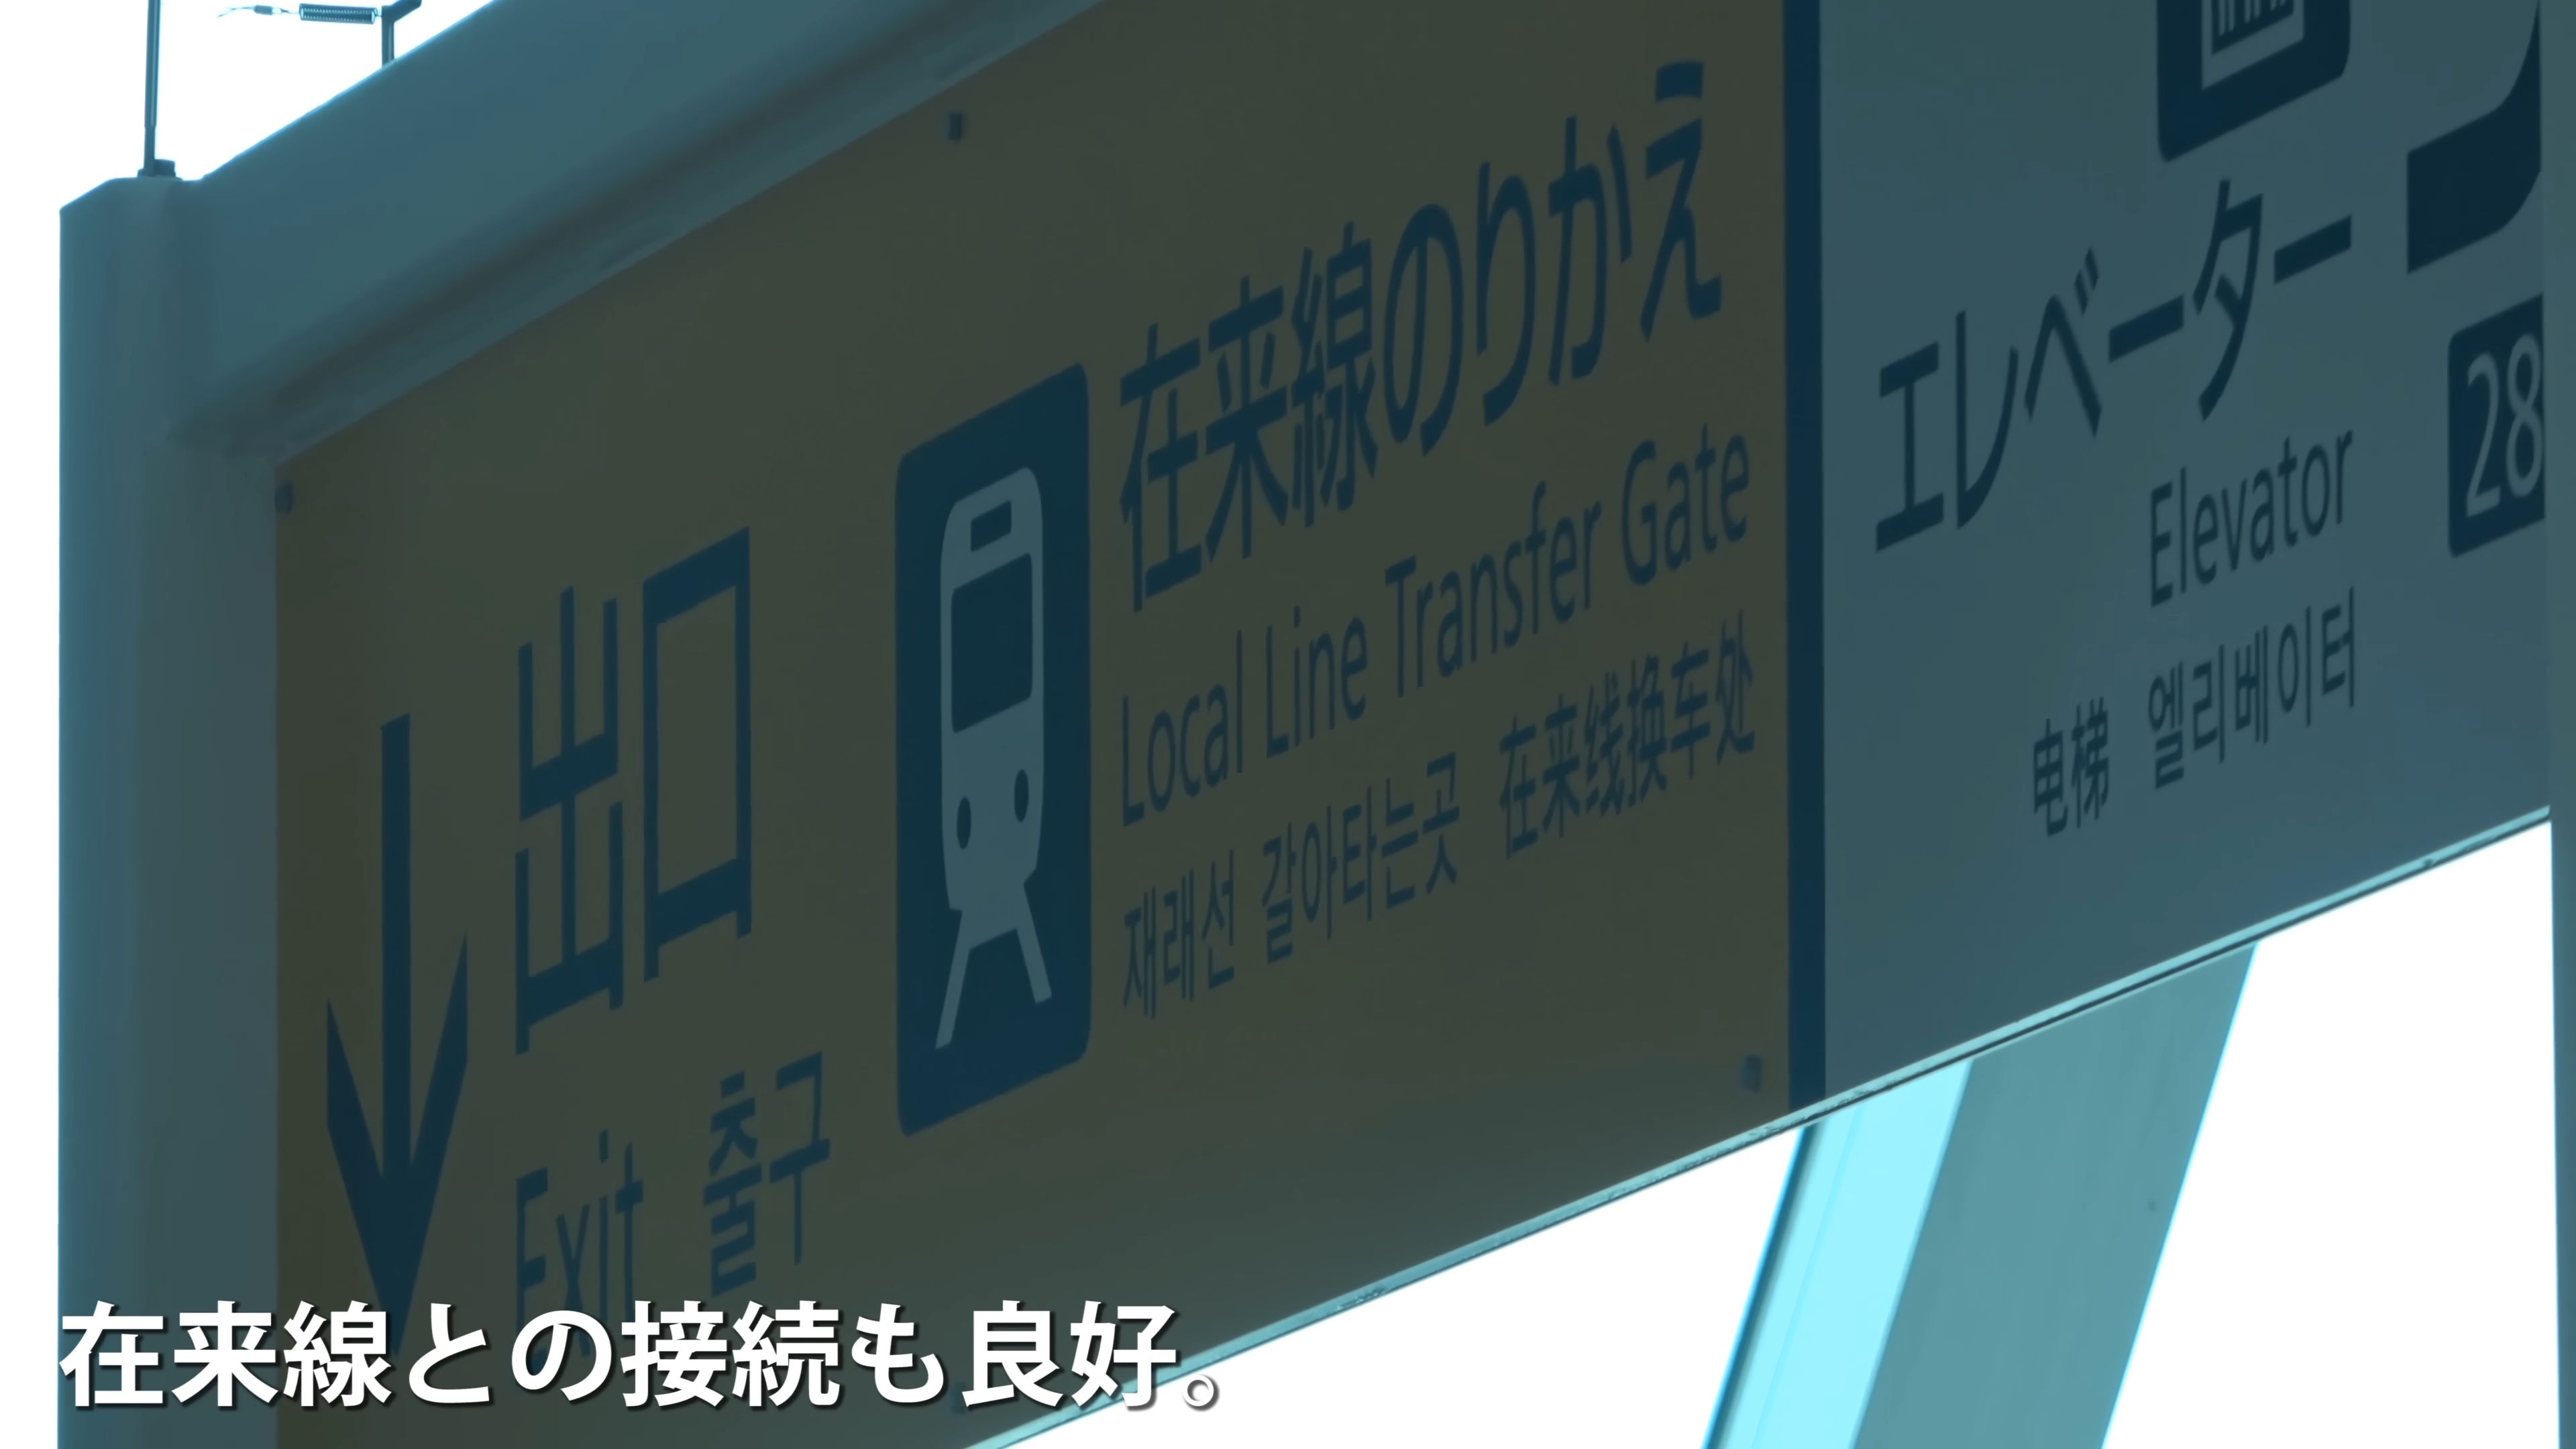 出口
Exit 출구
在来線のりかえ
Local Line Transfer Gate
재래선 갈아타는곳 在来线换车处
エレベーター
Elevator
电梯 엘리베이터
28
在来線との接続も良好。